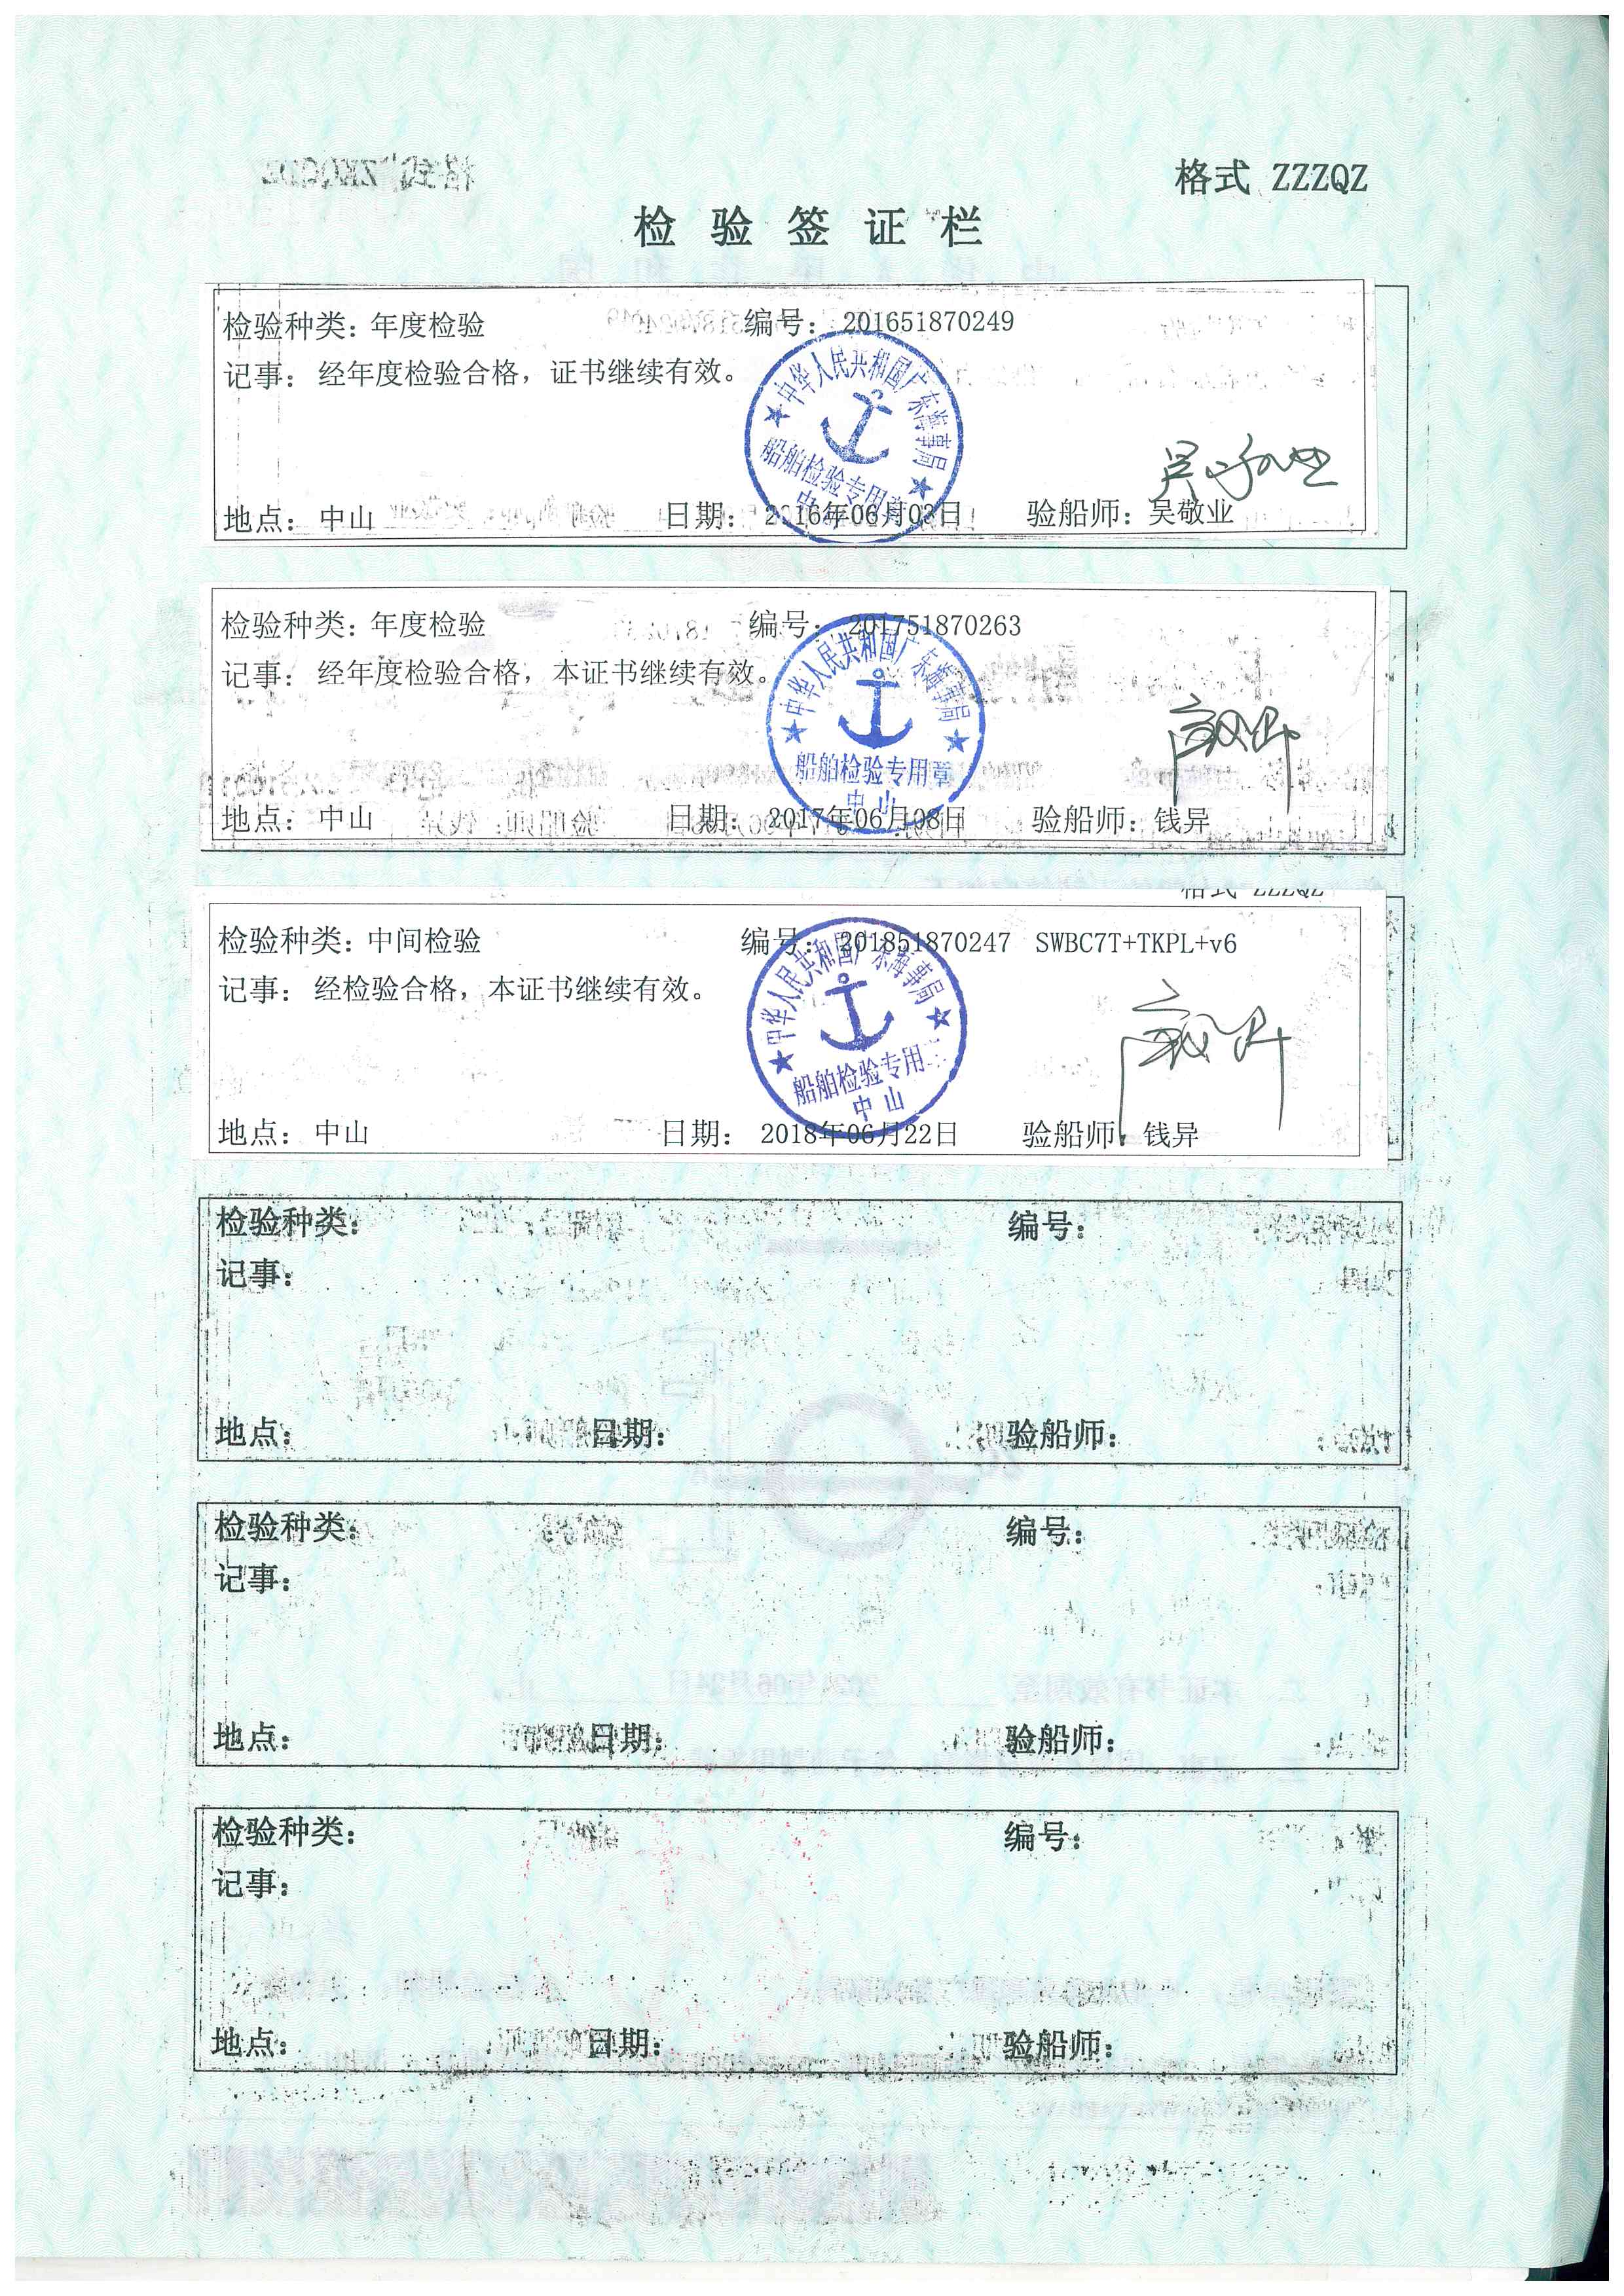 格式 ZZZQZ
检 验 签 证 栏
检验种类：年度检验 编号： 201651870249
记事： 经年度检验合格，证书继续有效。
中华人民共和国广东海事局
船舶检验专用章
中山
地点： 中山 日期： 2016年06月03日 验船师：吴敬业
检验种类：年度检验 编号： 201751870263
记事： 经年度检验合格，本证书继续有效。
中华人民共和国广东海事局
船舶检验专用章
中山
地点： 中山 日期： 2017年06月08日 验船师：钱异
格式 ZZZQZ
检验种类：中间检验 编号： 201851870247 SWBC7T+TKPL+v6
记事： 经检验合格，本证书继续有效。
中华人民共和国广东海事局
船舶检验专用
中山
地点： 中山 日期： 2018年06月22日 验船师：钱异
检验种类： 编号：
记事：
地点： 日期： 验船师：
检验种类： 编号：
记事：
地点： 日期： 验船师：
检验种类： 编号：
记事：
地点： 日期： 验船师：